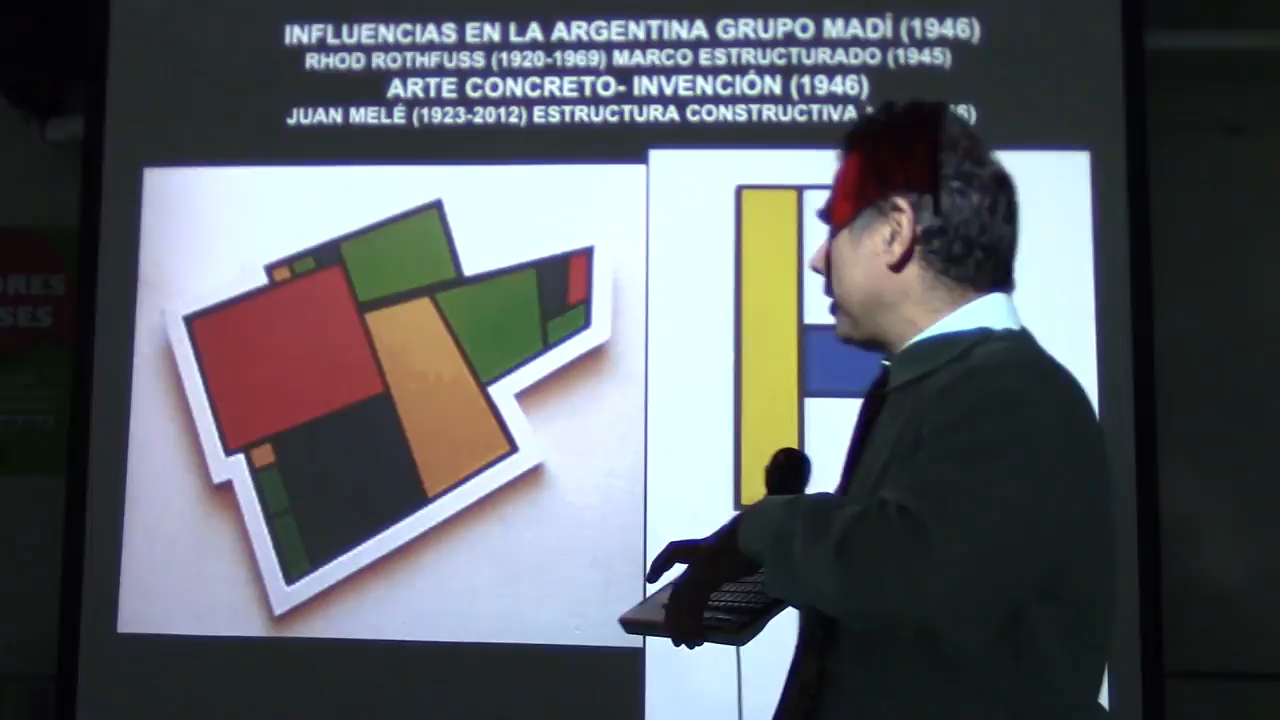 INFLUENCIAS EN LA ARGENTINA GRUPO MADÍ (1946)
RHOD ROTHFUSS (1920-1969) MARCO ESTRUCTURADO (1945)
ARTE CONCRETO- INVENCIÓN (1946)
JUAN MELÉ (1923-2012) ESTRUCTURA CONSTRUCTIVA